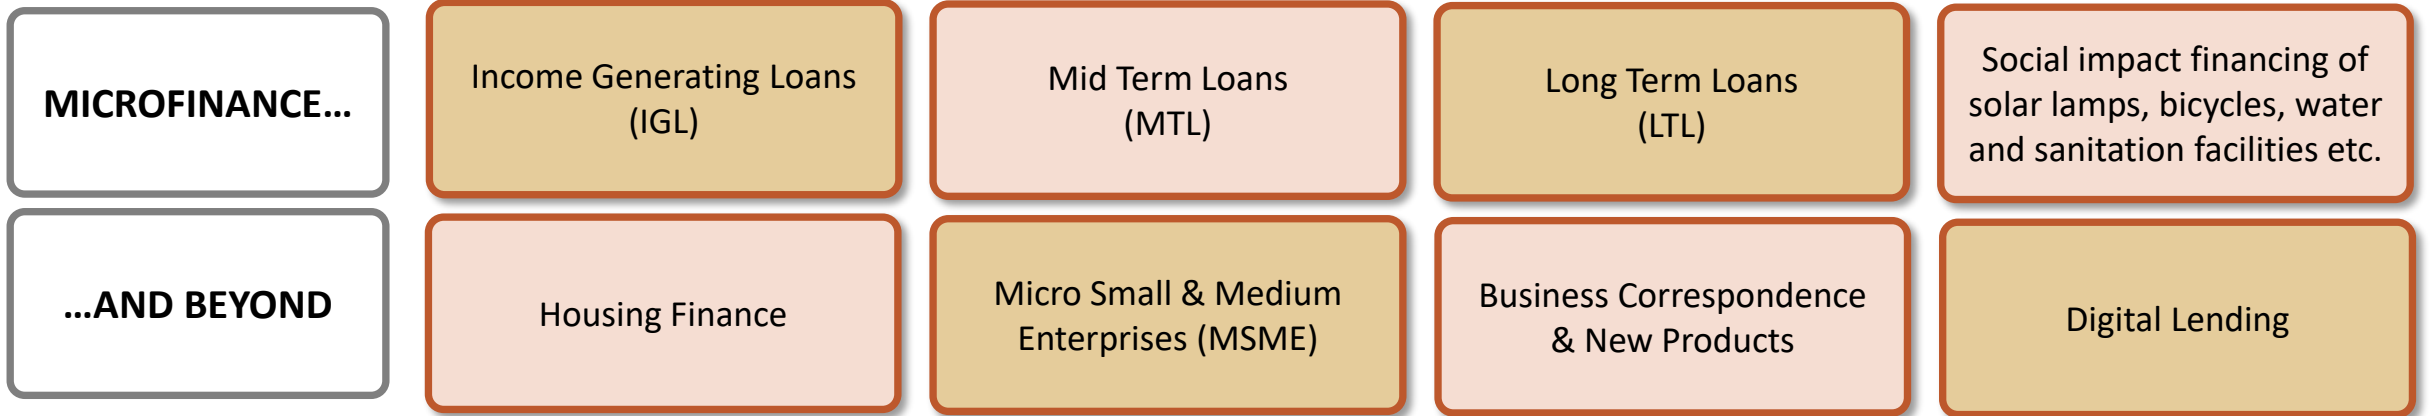 MICROFINANCE…
Income Generating Loans
(IGL)
Mid Term Loans
(MTL)
Long Term Loans
(LTL)
Social impact financing of
solar lamps, bicycles, water
and sanitation facilities etc.
…AND BEYOND
Housing Finance
Micro Small & Medium
Enterprises (MSME)
Business Correspondence
& New Products
Digital Lending